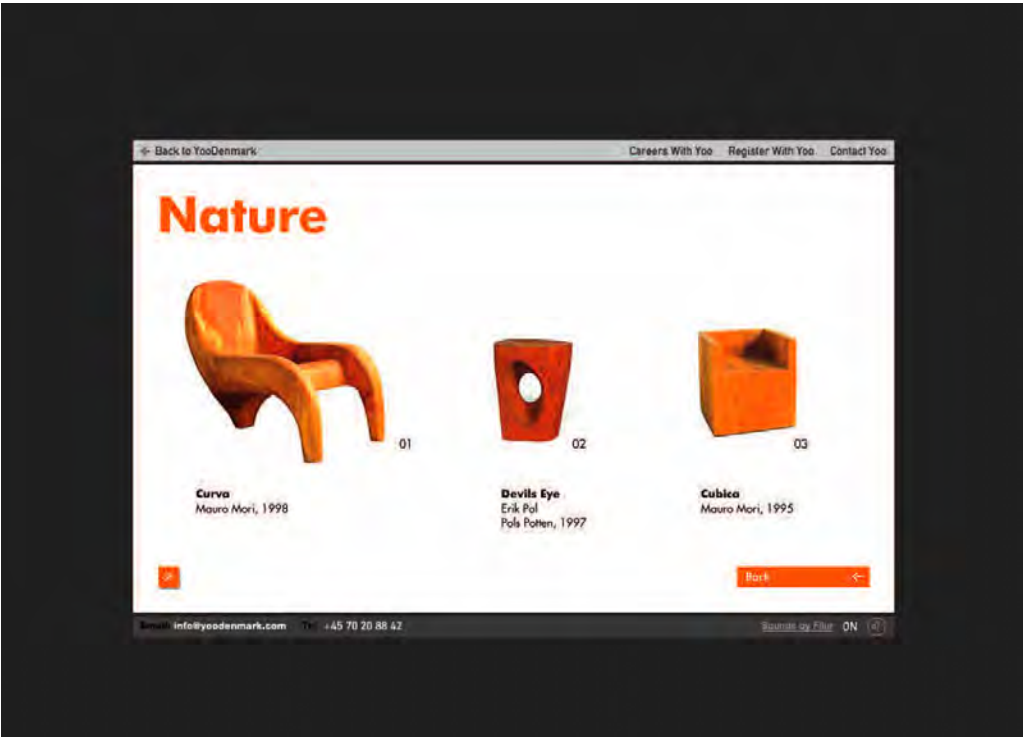 ← Back to YooDenmark
Careers With Yoo Register With Yoo Contact Yoo
Nature
01
02
03
Curva
Mauro Mori, 1998
Devils Eye
Erik Pol
Pols Potten, 1997
Cubica
Mauro Mori, 1995
Back ←
info@yoodenmark.com +45 70 20 88 42
Sounds by Filur ON